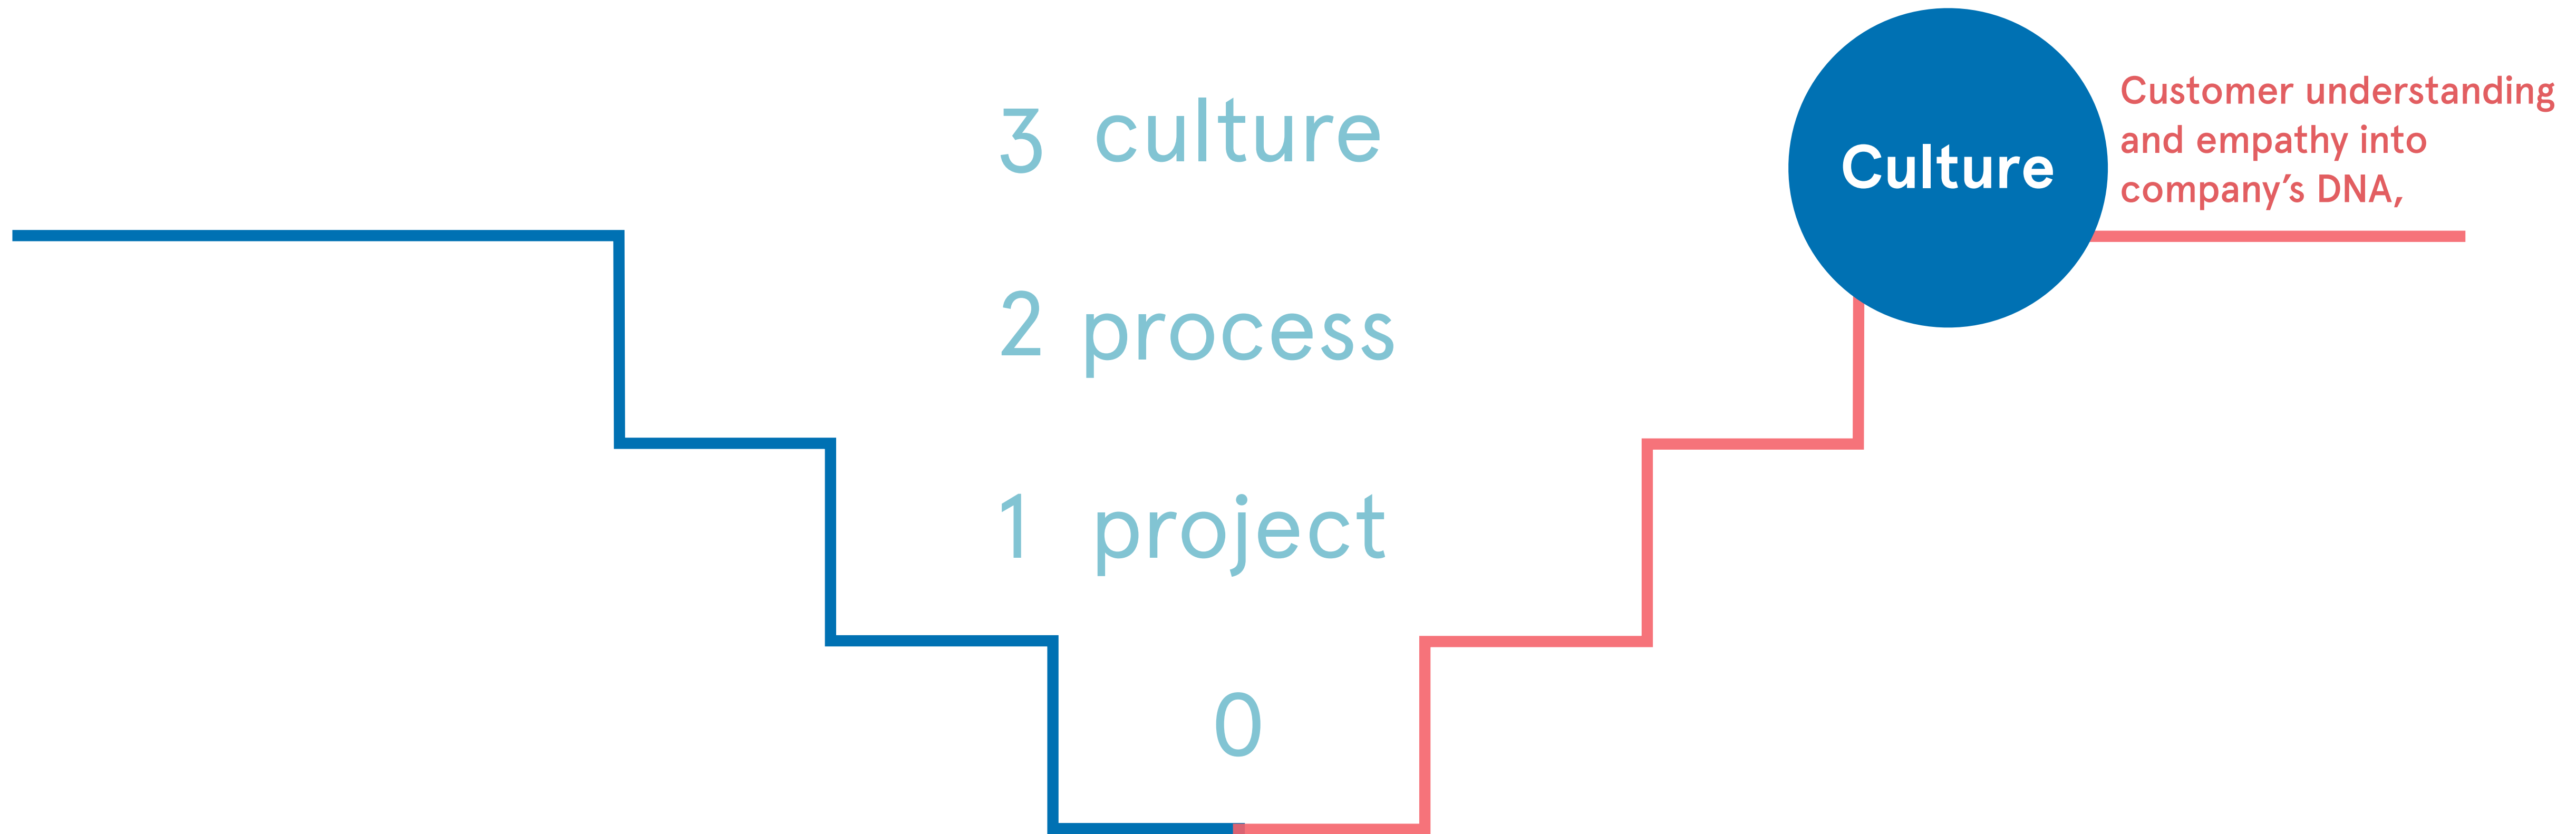 3 culture
2 process
1 project
0
Culture
Customer understanding
and empathy into
company’s DNA,